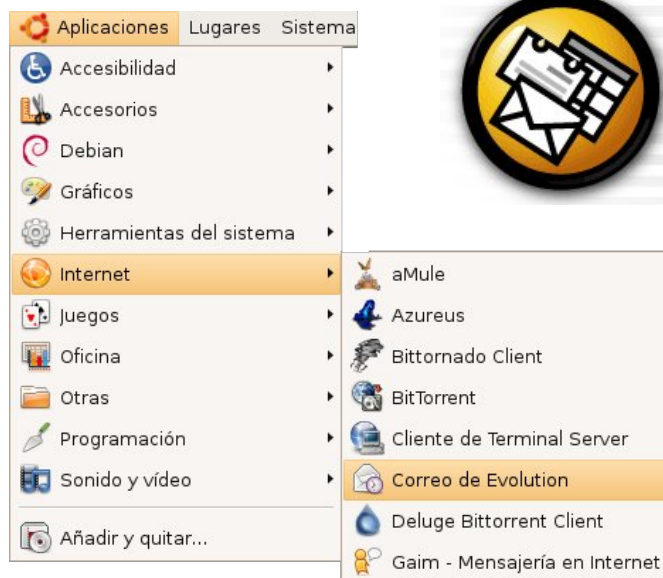 Aplicaciones Lugares Sistema
Accesibilidad
Accesorios
Debian
Gráficos
Herramientas del sistema
Internet
Juegos
Oficina
Otras
Programación
Sonido y vídeo
Añadir y quitar...
aMule
Azureus
Bittornado Client
BitTorrent
Cliente de Terminal Server
Correo de Evolution
Deluge Bittorrent Client
Gaim - Mensajería en Internet